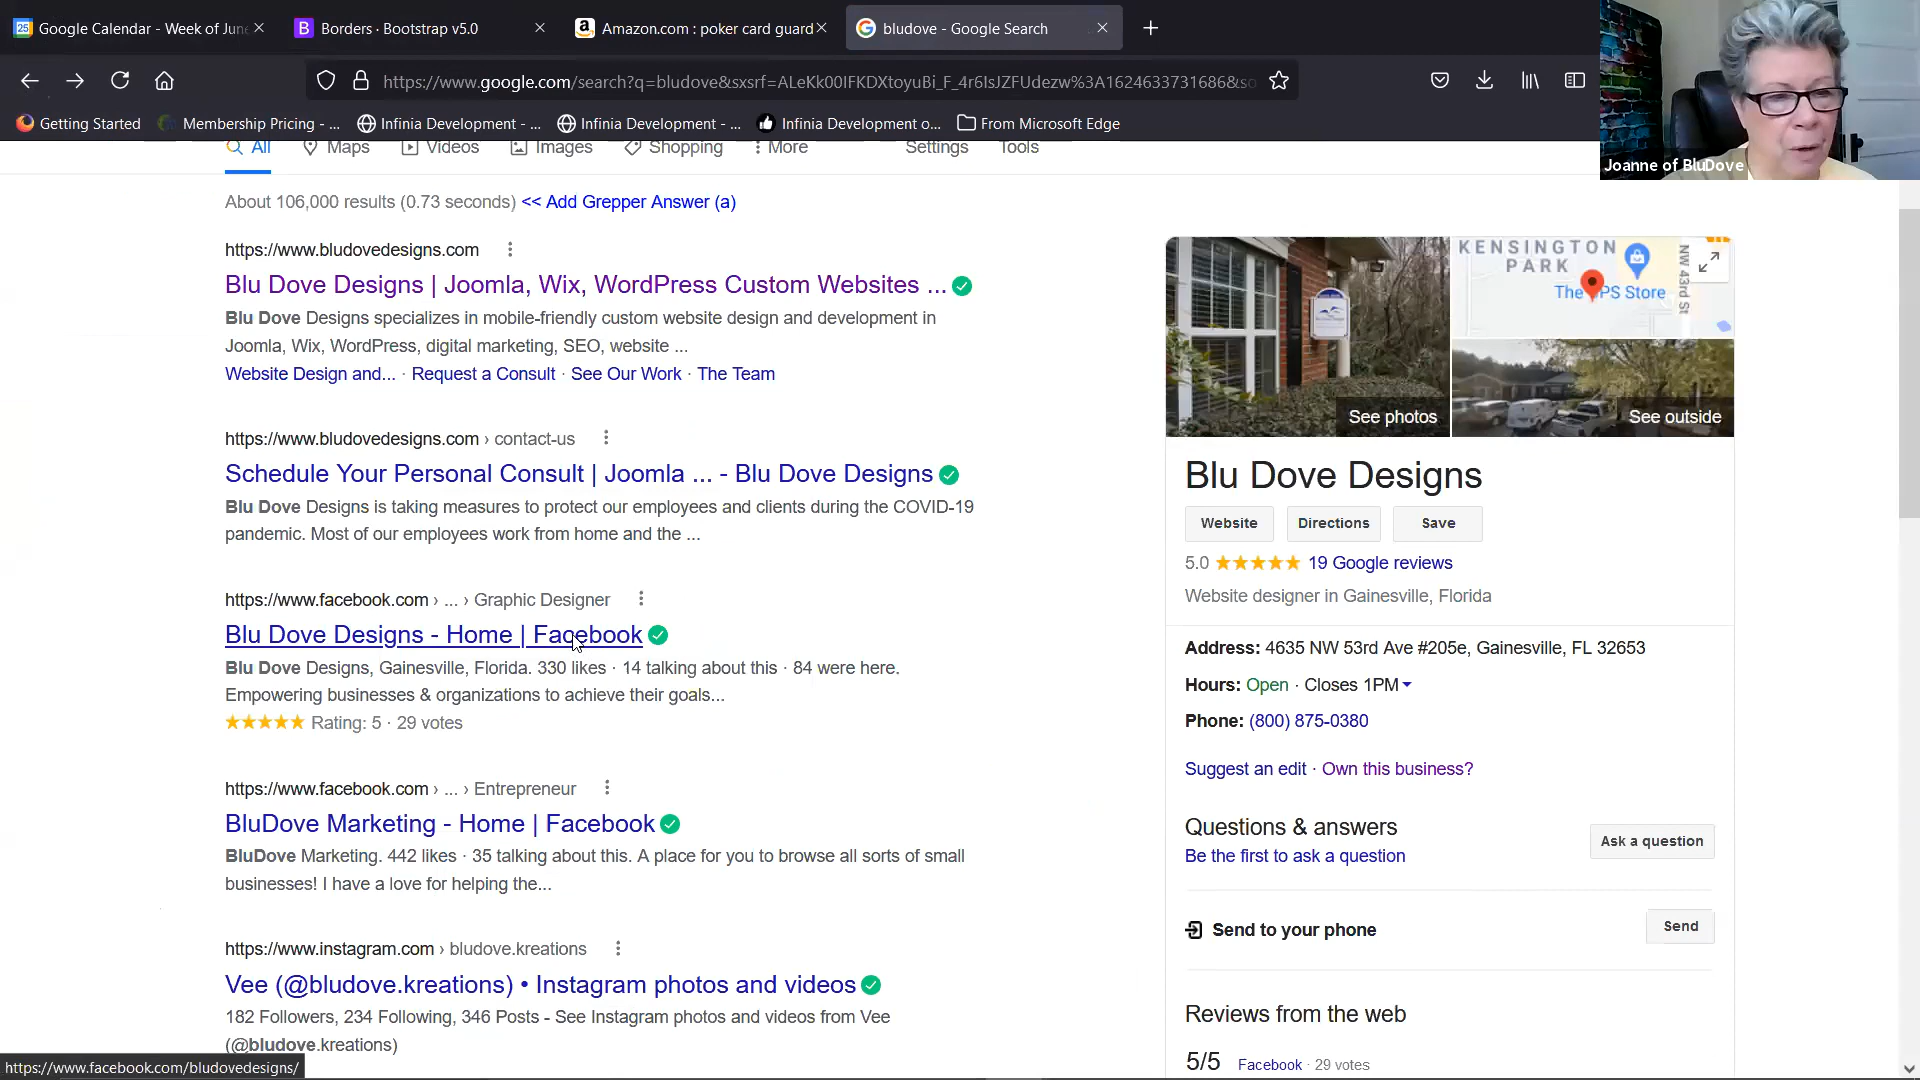 Google Calendar - Week of June
Borders · Bootstrap v5.0
Amazon.com : poker card guard
bludove - Google Search
https://www.google.com/search?q=bludove&sxsrf=ALeKk00IFKDXtoyuBi_F_4r6IsJZFUdezw%3A1624633731686&so
Getting Started
Membership Pricing - ...
Infinia Development - ...
Infinia Development - ...
Infinia Development o...
From Microsoft Edge
Joanne of BluDove
All
Maps
Videos
Images
Shopping
More
Settings
Tools
About 106,000 results (0.73 seconds) << Add Grepper Answer (a)
https://www.bludovedesigns.com
Blu Dove Designs | Joomla, Wix, WordPress Custom Websites ...
Blu Dove Designs specializes in mobile-friendly custom website design and development in
Joomla, Wix, WordPress, digital marketing, SEO, website ...
Website Design and... · Request a Consult · See Our Work · The Team
https://www.bludovedesigns.com › contact-us
Schedule Your Personal Consult | Joomla ... - Blu Dove Designs
Blu Dove Designs is taking measures to protect our employees and clients during the COVID-19
pandemic. Most of our employees work from home and the ...
https://www.facebook.com › ... › Graphic Designer
Blu Dove Designs - Home | Facebook
Blu Dove Designs, Gainesville, Florida. 330 likes · 14 talking about this · 84 were here.
Empowering businesses & organizations to achieve their goals...
Rating: 5 · 29 votes
https://www.facebook.com › ... › Entrepreneur
BluDove Marketing - Home | Facebook
BluDove Marketing. 442 likes · 35 talking about this. A place for you to browse all sorts of small
businesses! I have a love for helping the...
https://www.instagram.com › bludove.kreations
Vee (@bludove.kreations) • Instagram photos and videos
182 Followers, 234 Following, 346 Posts - See Instagram photos and videos from Vee
(@bludove.kreations)
https://www.facebook.com/bludovedesigns/
KENSINGTON
PARK
NW 43rd St
The UPS Store
See photos
See outside
Blu Dove Designs
Website
Directions
Save
5.0
19 Google reviews
Website designer in Gainesville, Florida
Address: 4635 NW 53rd Ave #205e, Gainesville, FL 32653
Hours: Open · Closes 1PM
Phone: (800) 875-0380
Suggest an edit · Own this business?
Questions & answers
Be the first to ask a question
Ask a question
Send to your phone
Send
Reviews from the web
5/5 Facebook · 29 votes